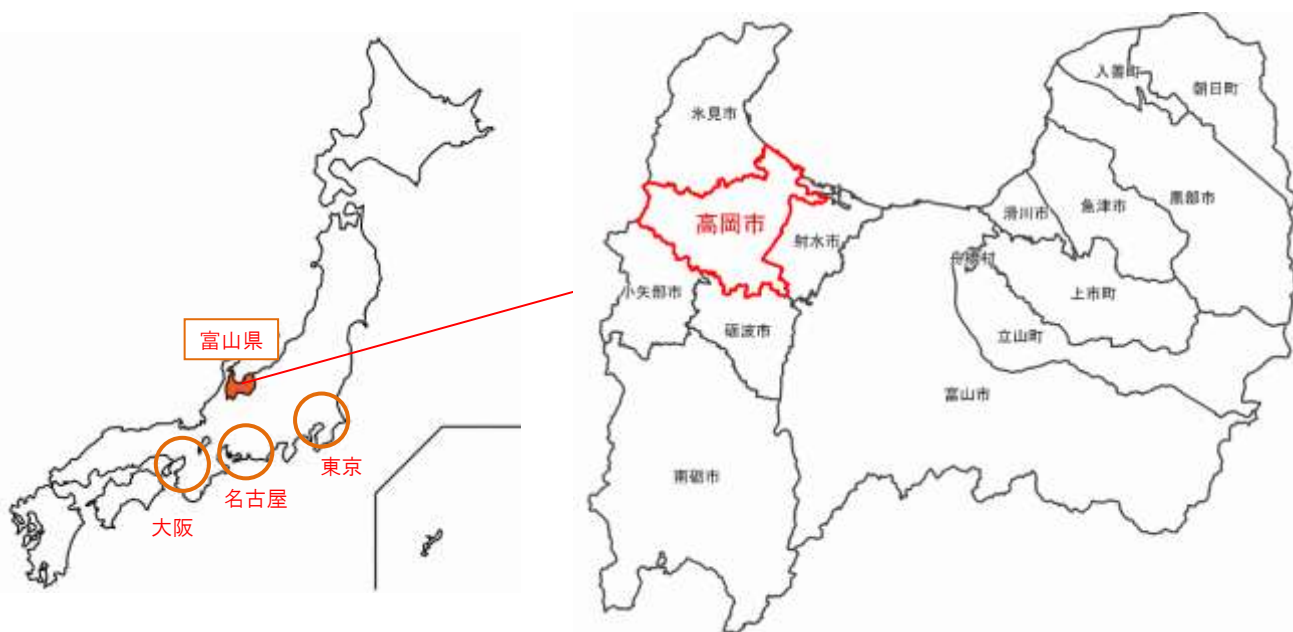 富山県
東京
名古屋
大阪
入善町
朝日町
氷見市
黒部市
魚津市
滑川市
高岡市
射水市
舟橋村
上市町
小矢部市
砺波市
立山町
富山市
南砺市